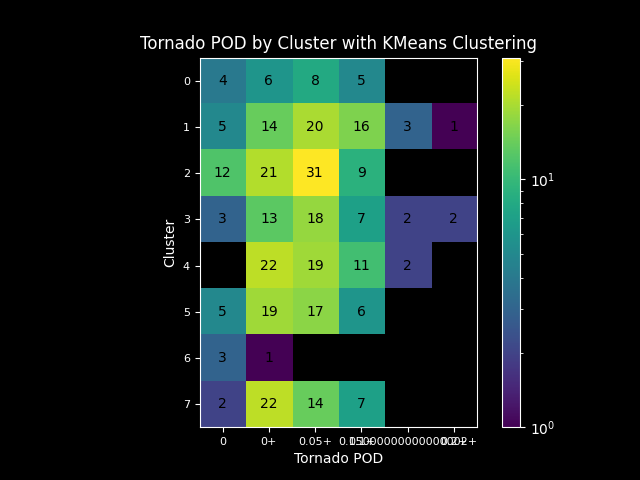 Tornado POD by Cluster with KMeans Clustering
0 4 6 8 5
1 5 14 20 16 3 1
2 12 21 31 9
3 3 13 18 7 2 2
4 22 19 11 2
5 5 19 17 6
6 3 1
7 2 22 14 7
0 0+ 0.05+
Cluster
Tornado POD
10¹
10⁰